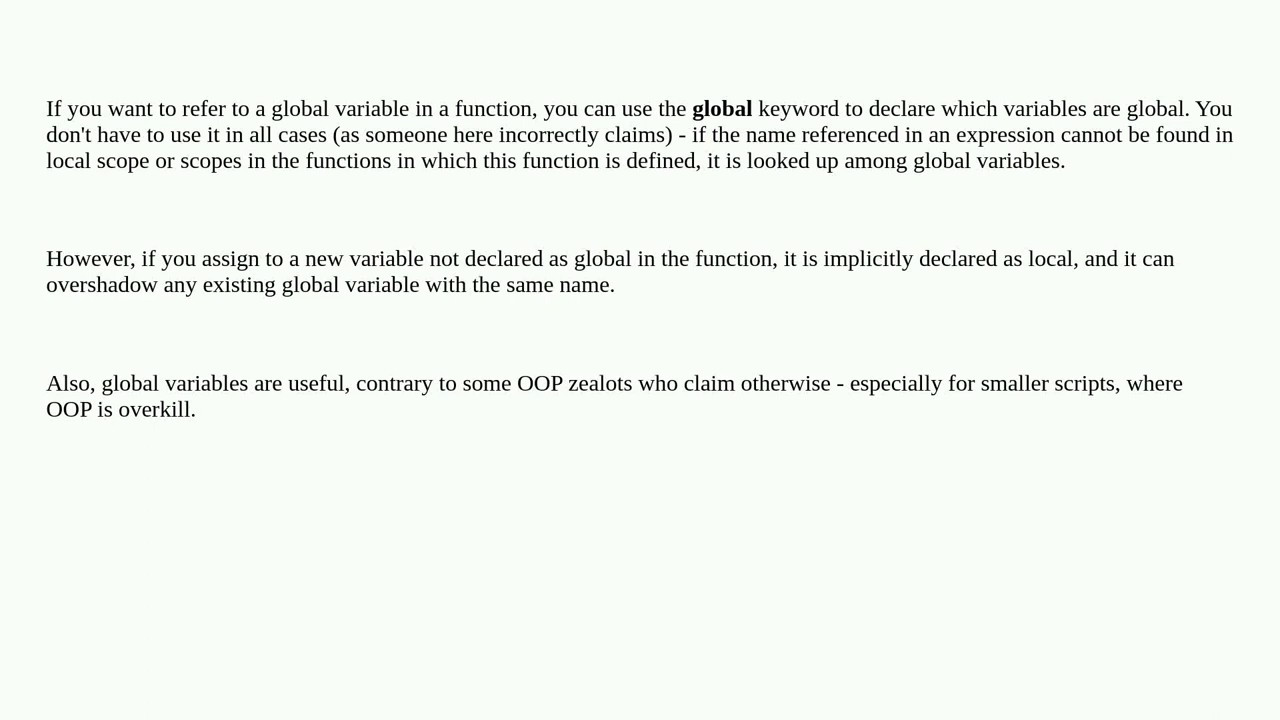 If you want to refer to a global variable in a function, you can use the global keyword to declare which variables are global. You
don't have to use it in all cases (as someone here incorrectly claims) - if the name referenced in an expression cannot be found in
local scope or scopes in the functions in which this function is defined, it is looked up among global variables.
However, if you assign to a new variable not declared as global in the function, it is implicitly declared as local, and it can
overshadow any existing global variable with the same name.
Also, global variables are useful, contrary to some OOP zealots who claim otherwise - especially for smaller scripts, where
OOP is overkill.